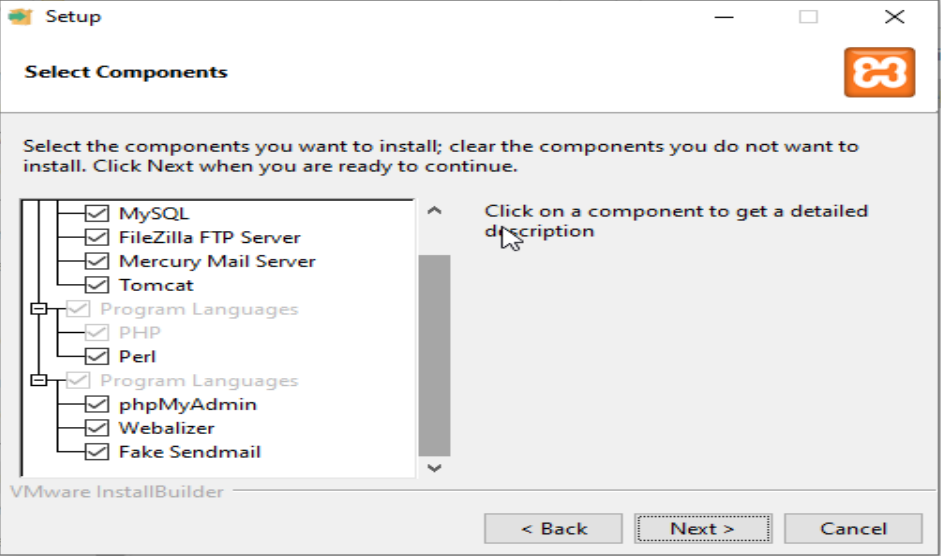 Setup
Select Components
Select the components you want to install; clear the components you do not want to
install. Click Next when you are ready to continue.
MySQL
FileZilla FTP Server
Mercury Mail Server
Tomcat
Program Languages
PHP
Perl
Program Languages
phpMyAdmin
Webalizer
Fake Sendmail
Click on a component to get a detailed
description
VMware InstallBuilder
< Back
Next >
Cancel